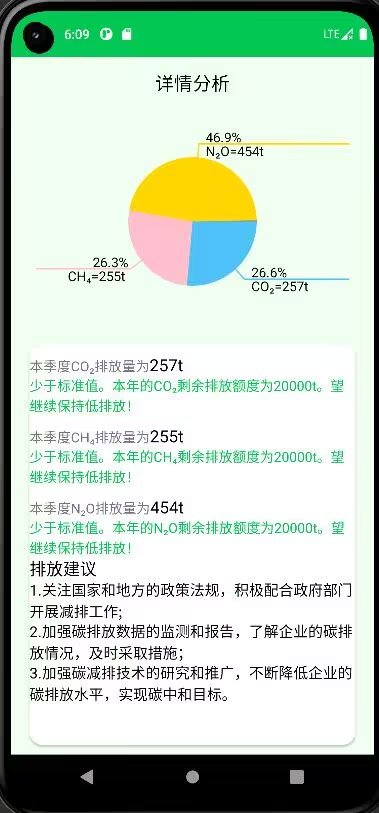 6:09
LTE
详情分析
46.9%
N₂O=454t
26.3%
CH₄=255t
26.6%
CO₂=257t
本季度CO₂排放量为257t
少于标准值。本年的CO₂剩余排放额度为20000t。望
继续保持低排放！
本季度CH₄排放量为255t
少于标准值。本年的CH₄剩余排放额度为20000t。望
继续保持低排放！
本季度N₂O排放量为454t
少于标准值。本年的N₂O剩余排放额度为20000t。望
继续保持低排放！
排放建议
1.关注国家和地方的政策法规，积极配合政府部门
开展减排工作;
2.加强碳排放数据的监测和报告，了解企业的碳排
放情况，及时采取措施；
3.加强碳减排技术的研究和推广，不断降低企业的
碳排放水平，实现碳中和目标。